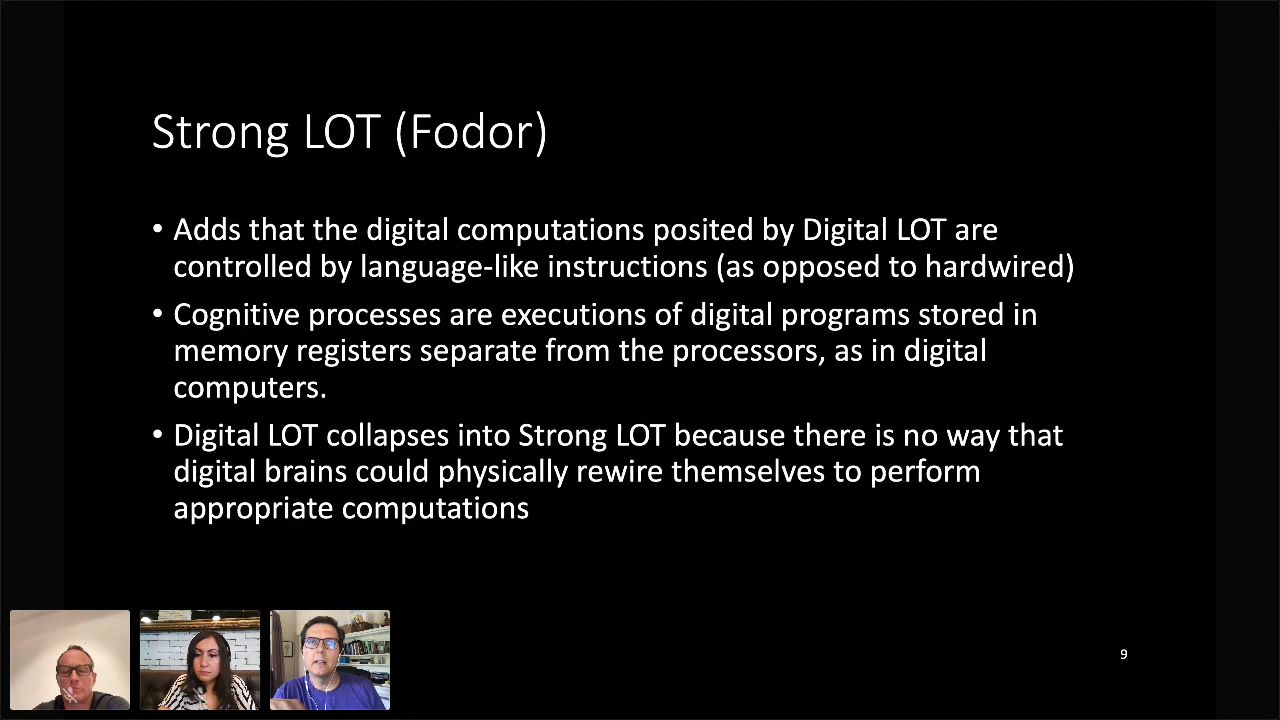 Strong LOT (Fodor)
• Adds that the digital computations posited by Digital LOT are
controlled by language-like instructions (as opposed to hardwired)
• Cognitive processes are executions of digital programs stored in
memory registers separate from the processors, as in digital
computers.
• Digital LOT collapses into Strong LOT because there is no way that
digital brains could physically rewire themselves to perform
appropriate computations
9